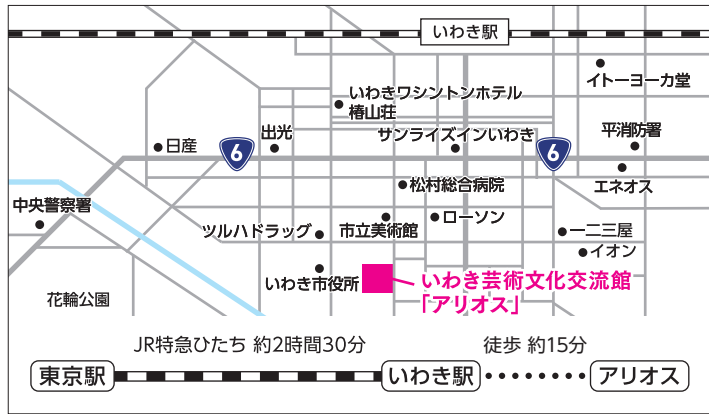 いわき駅
イトーヨーカ堂
いわきワシントンホテル
椿山荘
日産
6
出光
サンライズインいわき
6
平消防署
エネオス
松村総合病院
中央警察署
ツルハドラッグ
市立美術館
ローソン
一二三屋
イオン
いわき市役所
いわき芸術文化交流館
「アリオス」
花輪公園
JR特急ひたち 約2時間30分
徒歩 約15分
東京駅
いわき駅
アリオス